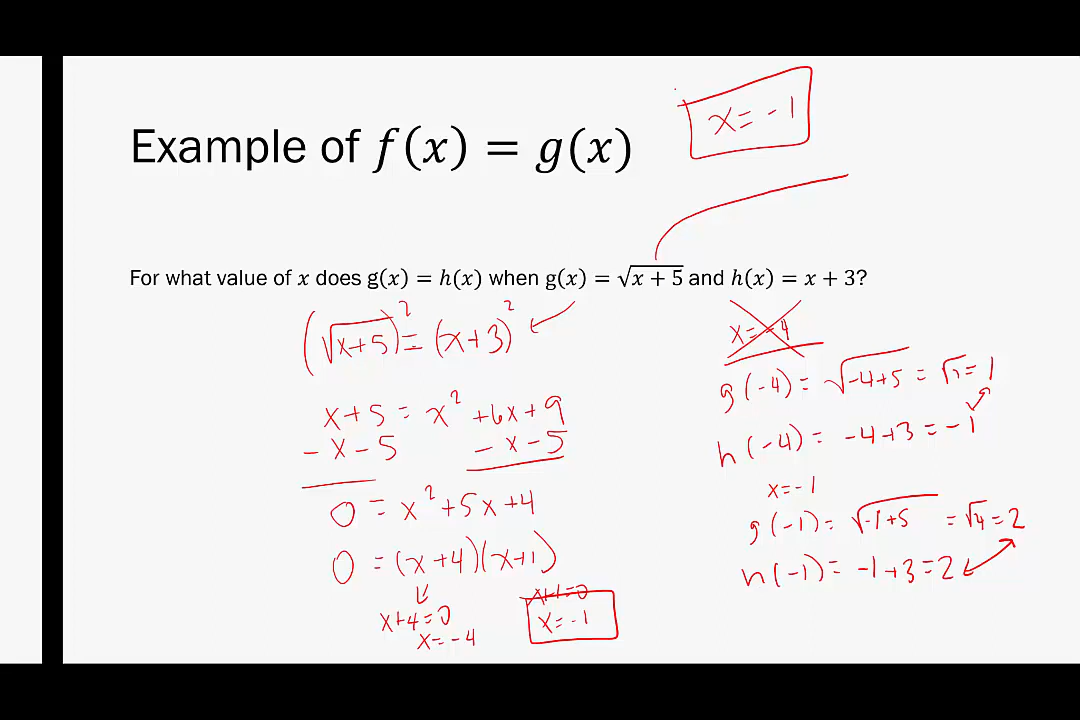 x = -1
Example of f(x) = g(x)
For what value of x does g(x) = h(x) when g(x) = √(x + 5) and h(x) = x + 3?
(√(x+5))² = (x+3)²
x+5 = x² +6x+9
-x-5 -x-5
0 = x² +5x+4
0 = (x+4)(x+1)
x+4=0
x=-4
x+1=0
x=-1
x=-4
g(-4) = √(-4+5) = √1 = 1
h(-4) = -4+3 = -1
x=-1
g(-1) = √(-1+5) = √4 = 2
h(-1) = -1+3 = 2